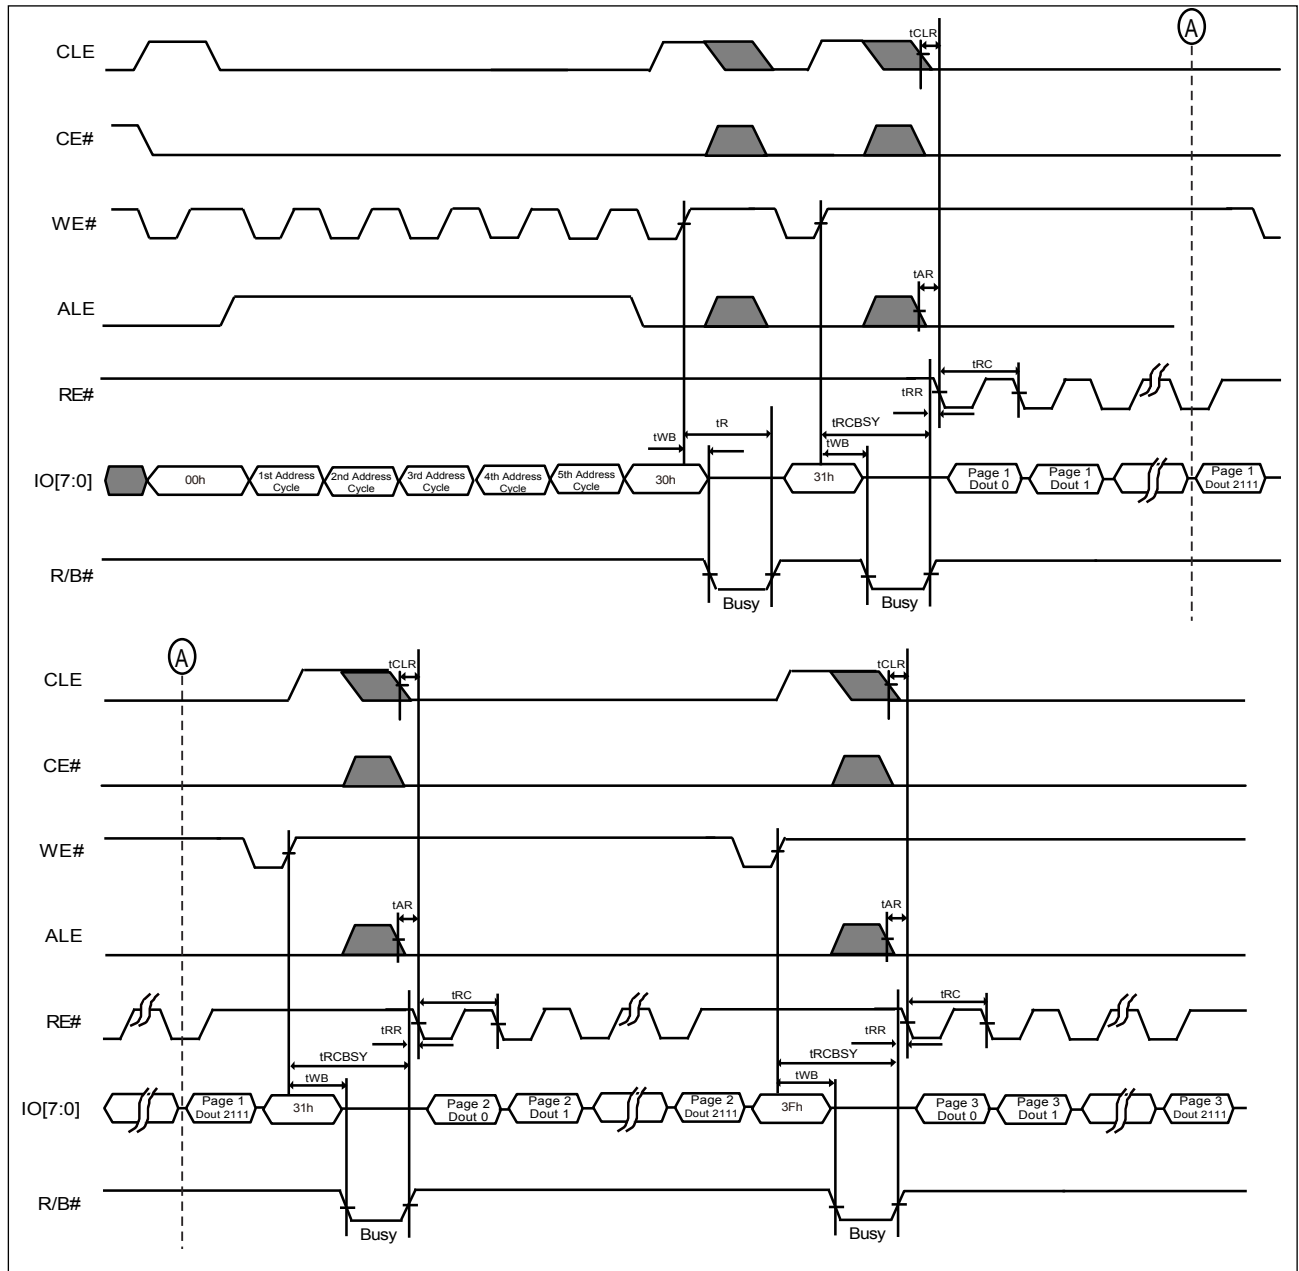 A
CLE
tCLR
CE#
WE#
ALE
tAR
RE#
tRC
tRR
tR
tRCBSY
tWB
tWB
IO[7:0]
00h
1st Address
Cycle
2nd Address
Cycle
3rd Address
Cycle
4th Address
Cycle
5th Address
Cycle
30h
31h
Page 1
Dout 0
Page 1
Dout 1
Page 1
Dout 2111
R/B#
Busy
Busy
A
CLE
tCLR
tCLR
CE#
WE#
ALE
tAR
tAR
RE#
tRC
tRC
tRR
tRR
tRCBSY
tRCBSY
tWB
tWB
IO[7:0]
Page 1
Dout 2111
31h
Page 2
Dout 0
Page 2
Dout 1
Page 2
Dout 2111
3Fh
Page 3
Dout 0
Page 3
Dout 1
Page 3
Dout 2111
R/B#
Busy
Busy